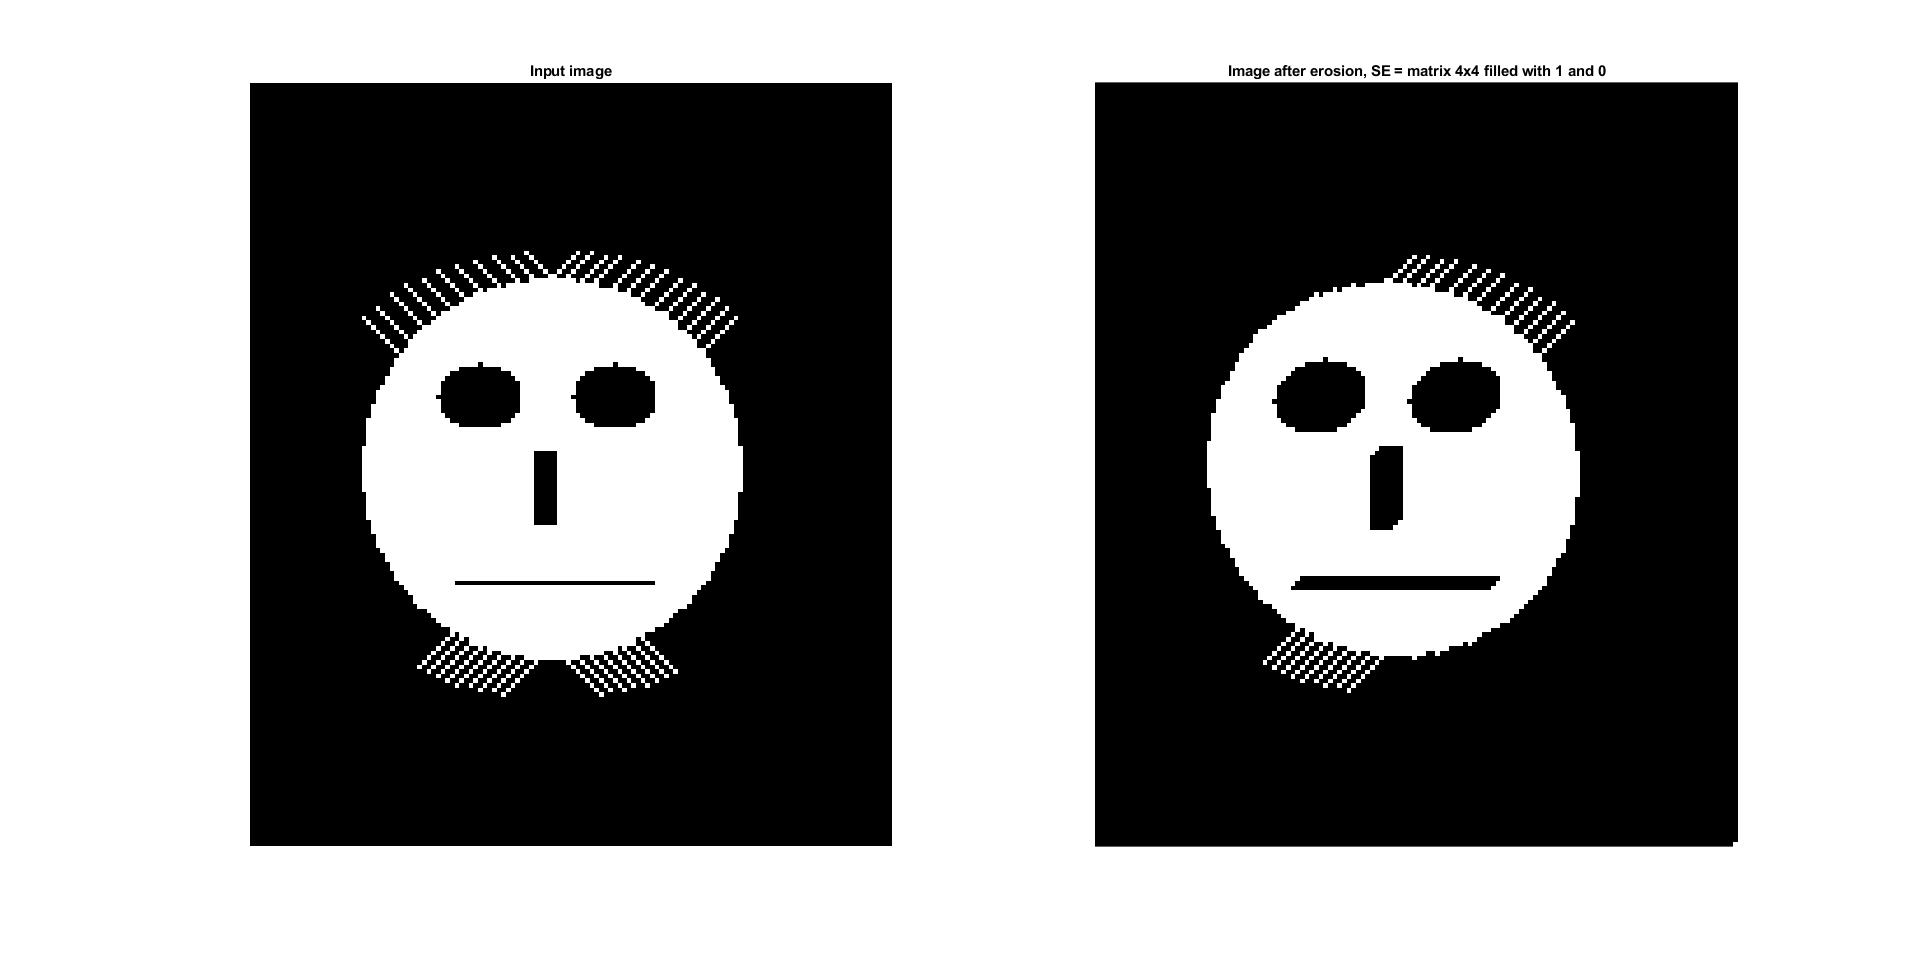 Input image
Image after erosion, SE = matrix 4x4 filled with 1 and 0